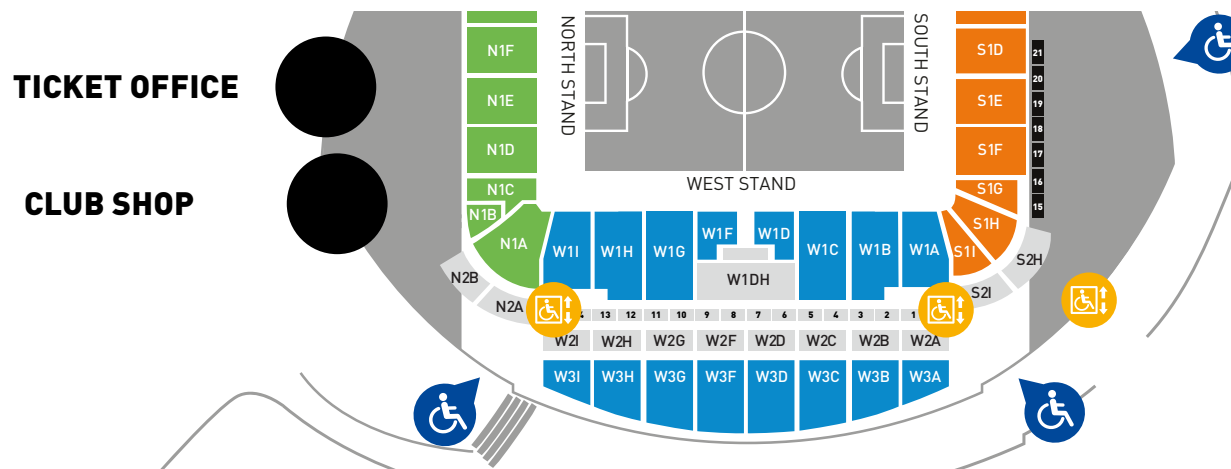 TICKET OFFICE
CLUB SHOP
NORTH STAND
SOUTH STAND
WEST STAND
N1F
N1E
N1D
N1C
N1B
N1A
N2B
N2A
S1D
S1E
S1F
S1G
S1H
S1I
S2H
S2I
21
20
19
18
17
16
15
W1I W1H W1G W1F W1D W1C W1B W1A
W1DH
13 12 11 10 9 8 7 6 5 4 3 2 1
W2I W2H W2G W2F W2D W2C W2B W2A
W3I W3H W3G W3F W3D W3C W3B W3A